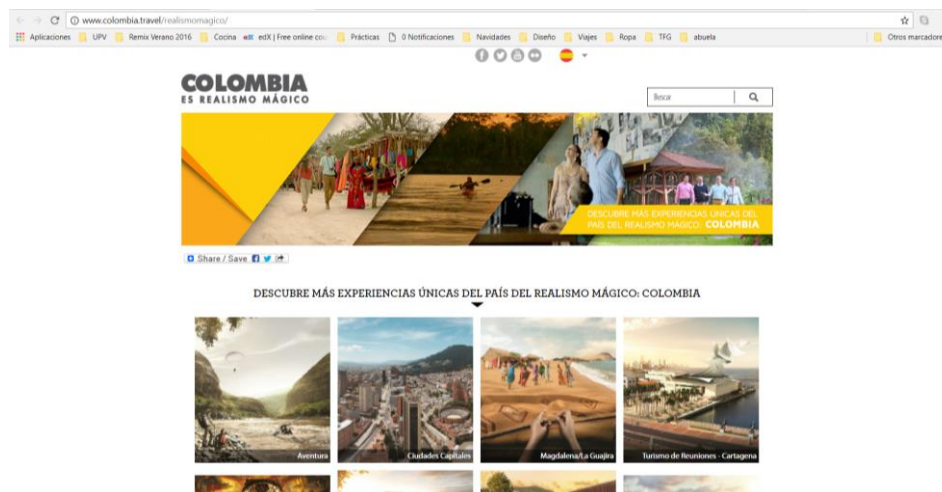 www.colombia.travel/realismomagico/
Aplicaciones UPV Remix Verano 2016 Cocina edX | Free online cou Prácticas 0 Notificaciones Navidades Diseño Viajes Ropa TFG abuela Otros marcadore
COLOMBIA
ES REALISMO MÁGICO
Buscar
DESCUBRE MÁS EXPERIENCIAS ÚNICAS DEL
PAÍS DEL REALISMO MÁGICO: COLOMBIA
Share / Save
DESCUBRE MÁS EXPERIENCIAS ÚNICAS DEL PAÍS DEL REALISMO MÁGICO: COLOMBIA
Aventura
Ciudades Capitales
Magdalena/La Guajira
Turismo de Reuniones - Cartagena